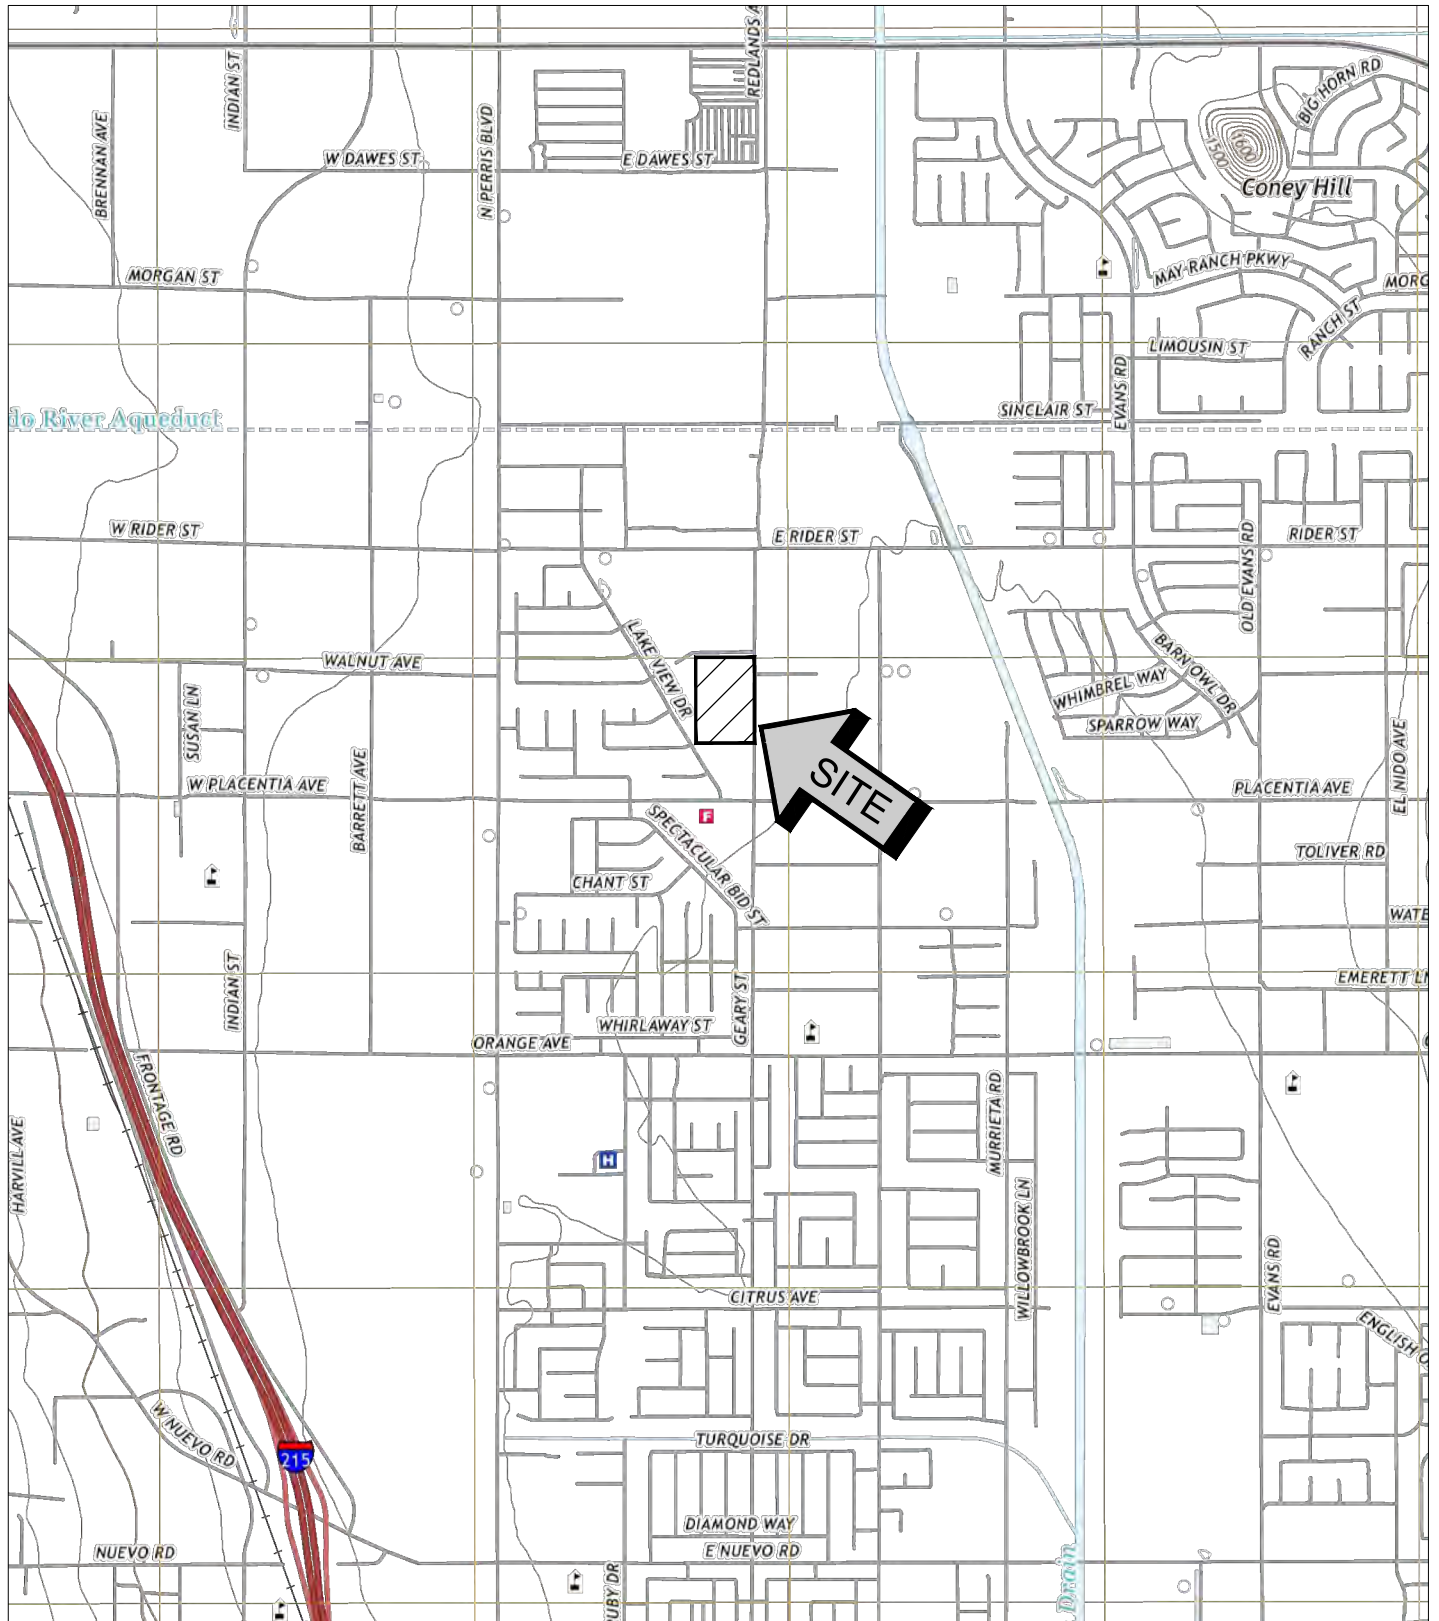 REDLANDS A
INDIAN ST
BRENNAN AVE
N PERRIS BLVD
BIG HORN RD
W DAWES ST
E DAWES ST
1500
1600
Coney Hill
MORGAN ST
MAY RANCH PKWY
MORG
RANCH ST
LIMOUSIN ST
EVANS RD
SINCLAIR ST
do River Aqueduct
W RIDER ST
E RIDER ST
RIDER ST
OLD EVANS RD
LAKE VIEW DR
WALNUT AVE
BARN OWL DR
WHIMBREL WAY
SPARROW WAY
SUSAN LN
EL NIDO AVE
SITE
W PLACENTIA AVE
PLACENTIA AVE
BARRETT AVE
F
SPECTACULAR BID ST
TOLIVER RD
CHANT ST
WATE
INDIAN ST
GEARY ST
EMERETT LN
WHIRLAWAY ST
ORANGE AVE
FRONTAGE RD
MURRIETA RD
HARVILL AVE
H
WILLOWBROOK LN
EVANS RD
CITRUS AVE
ENGLISH O
W NUEVO RD
215
TURQUOISE DR
DIAMOND WAY
NUEVO RD
E NUEVO RD
UBY DR
Drain